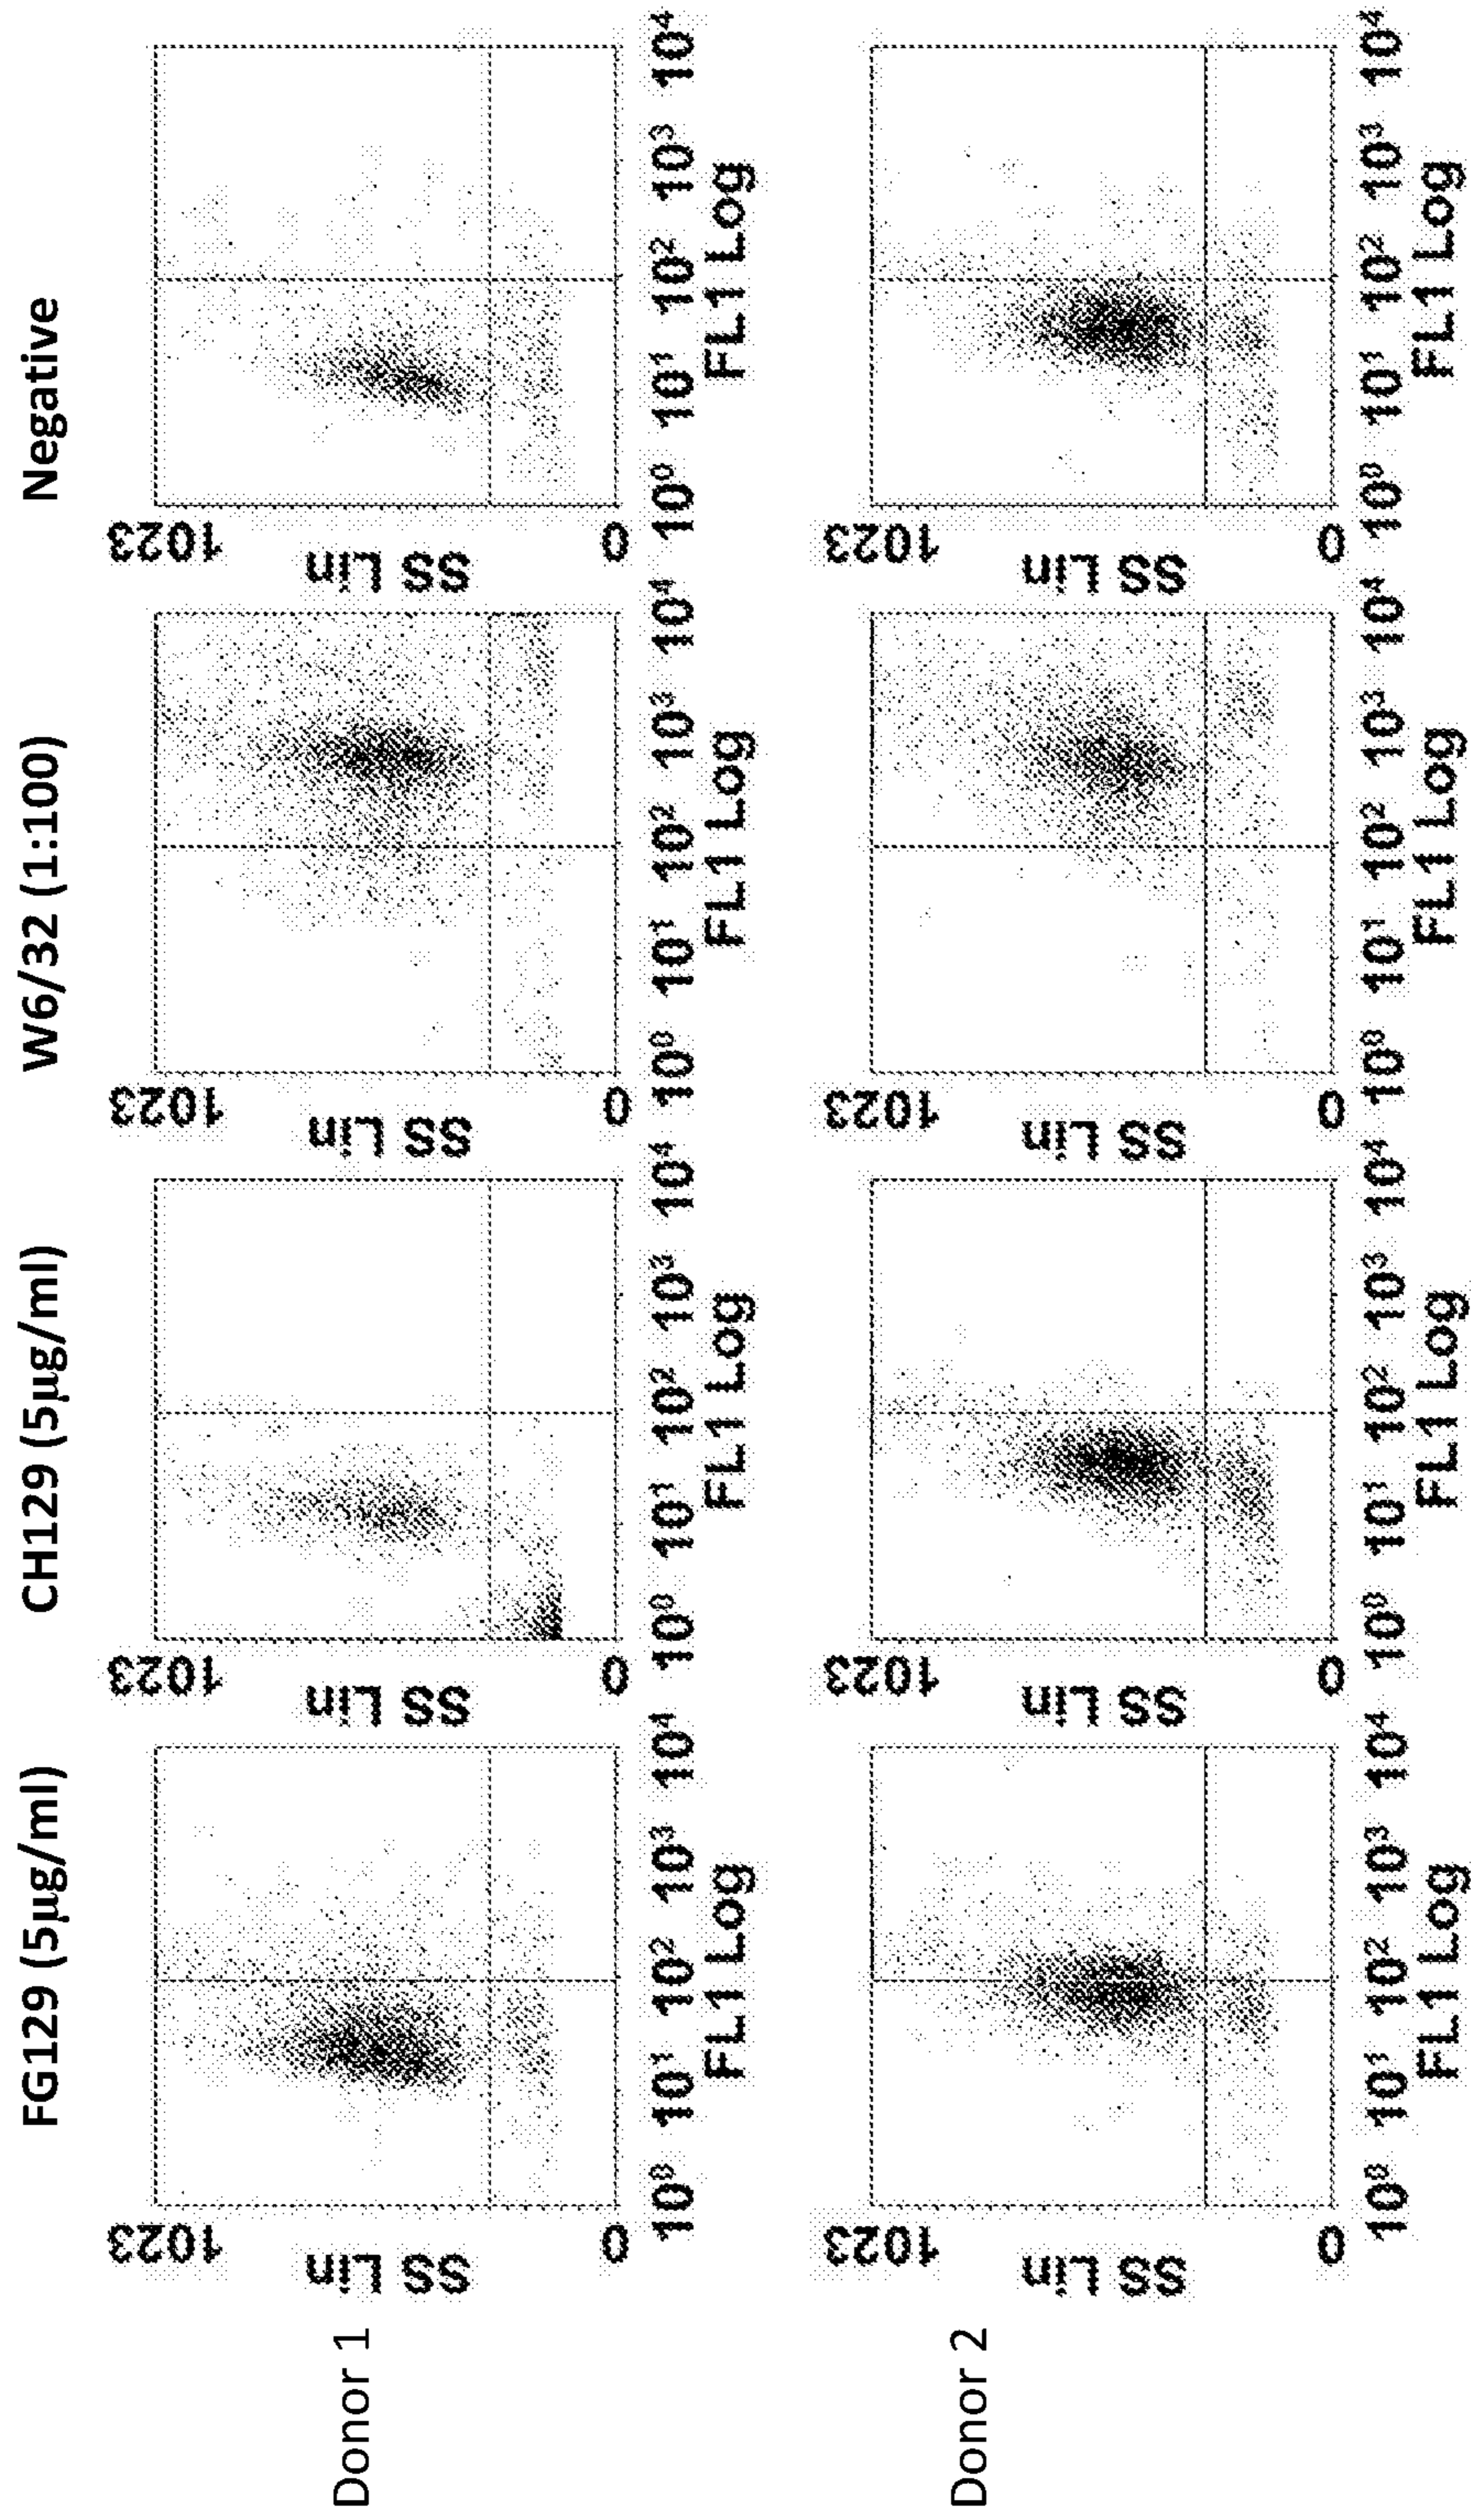 FG129 (5µg/ml) CH129 (5µg/ml) W6/32 (1:100) Negative
1023 1023 1023 1023
Donor 1 SS Lin SS Lin SS Lin SS Lin
0 0 0 0
10⁰ 10¹ 10² 10³ 10⁴ 10⁰ 10¹ 10² 10³ 10⁴ 10⁰ 10¹ 10² 10³ 10⁴ 10⁰ 10¹ 10² 10³ 10⁴
FL1 Log FL1 Log FL1 Log FL1 Log
1023 1023 1023 1023
Donor 2 SS Lin SS Lin SS Lin SS Lin
0 0 0 0
10⁰ 10¹ 10² 10³ 10⁴ 10⁰ 10¹ 10² 10³ 10⁴ 10⁰ 10¹ 10² 10³ 10⁴ 10⁰ 10¹ 10² 10³ 10⁴
FL1 Log FL1 Log FL1 Log FL1 Log